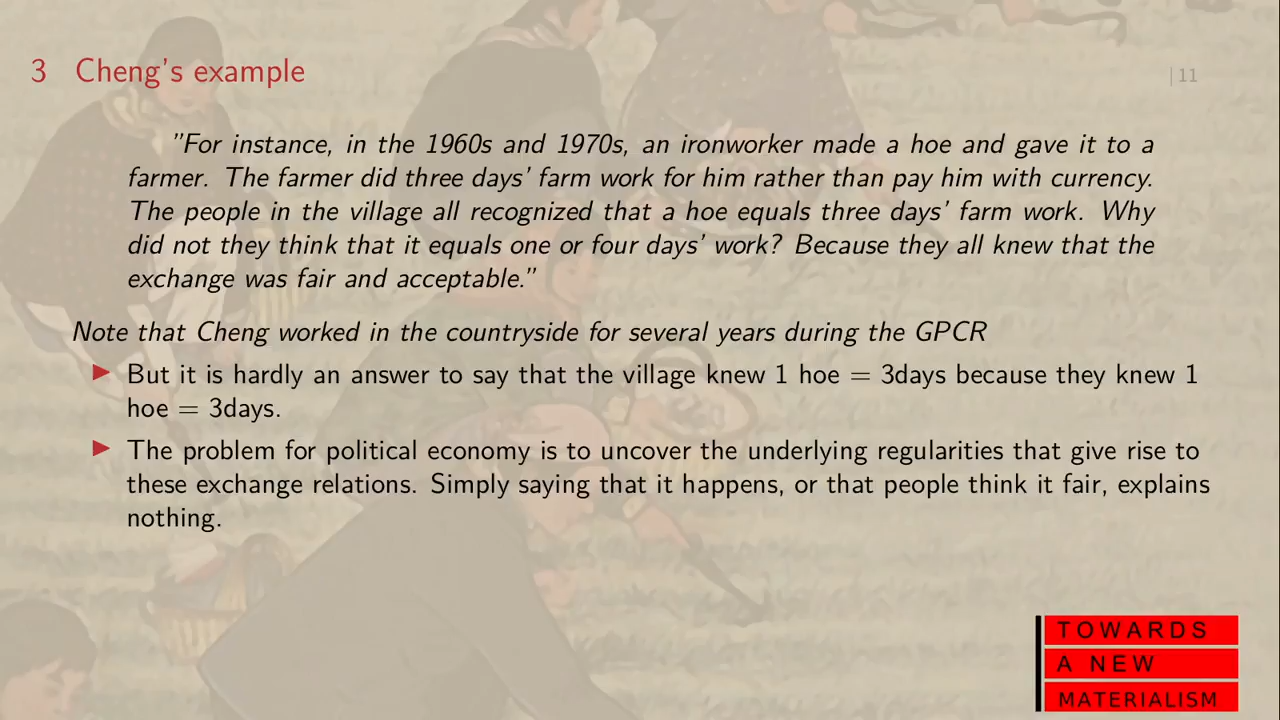 3 Cheng's example
| 11
"For instance, in the 1960s and 1970s, an ironworker made a hoe and gave it to a
farmer. The farmer did three days' farm work for him rather than pay him with currency.
The people in the village all recognized that a hoe equals three days' farm work. Why
did not they think that it equals one or four days' work? Because they all knew that the
exchange was fair and acceptable."
Note that Cheng worked in the countryside for several years during the GPCR
▶ But it is hardly an answer to say that the village knew 1 hoe = 3days because they knew 1
hoe = 3days.
▶ The problem for political economy is to uncover the underlying regularities that give rise to
these exchange relations. Simply saying that it happens, or that people think it fair, explains
nothing.
TOWARDS
A NEW
MATERIALISM